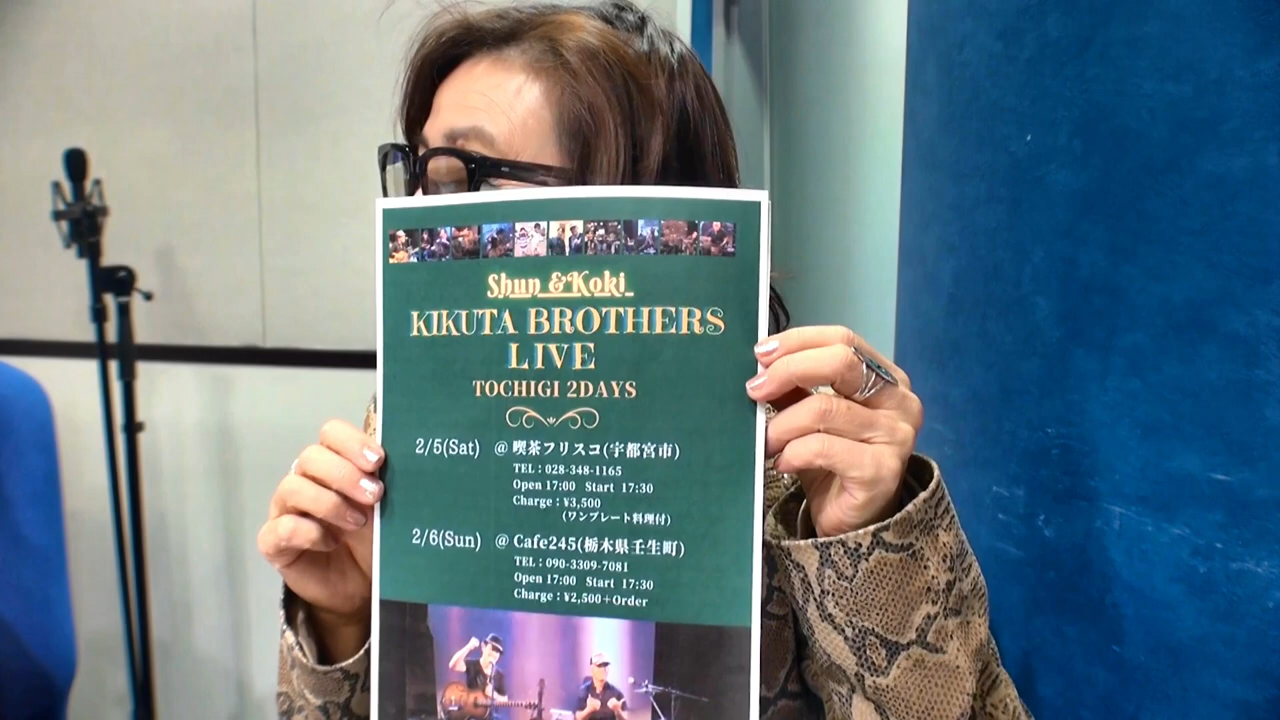 Shun & Koki
KIKUTA BROTHERS
LIVE
TOCHIGI 2DAYS
2/5(Sat) @ 喫茶フリスコ(宇都宮市)
TEL：028-348-1165
Open 17:00 Start 17:30
Charge：¥3,500
(ワンプレート料理付)
2/6(Sun) @ Cafe245(栃木県壬生町)
TEL：090-3309-7081
Open 17:00 Start 17:30
Charge：¥2,500+Order